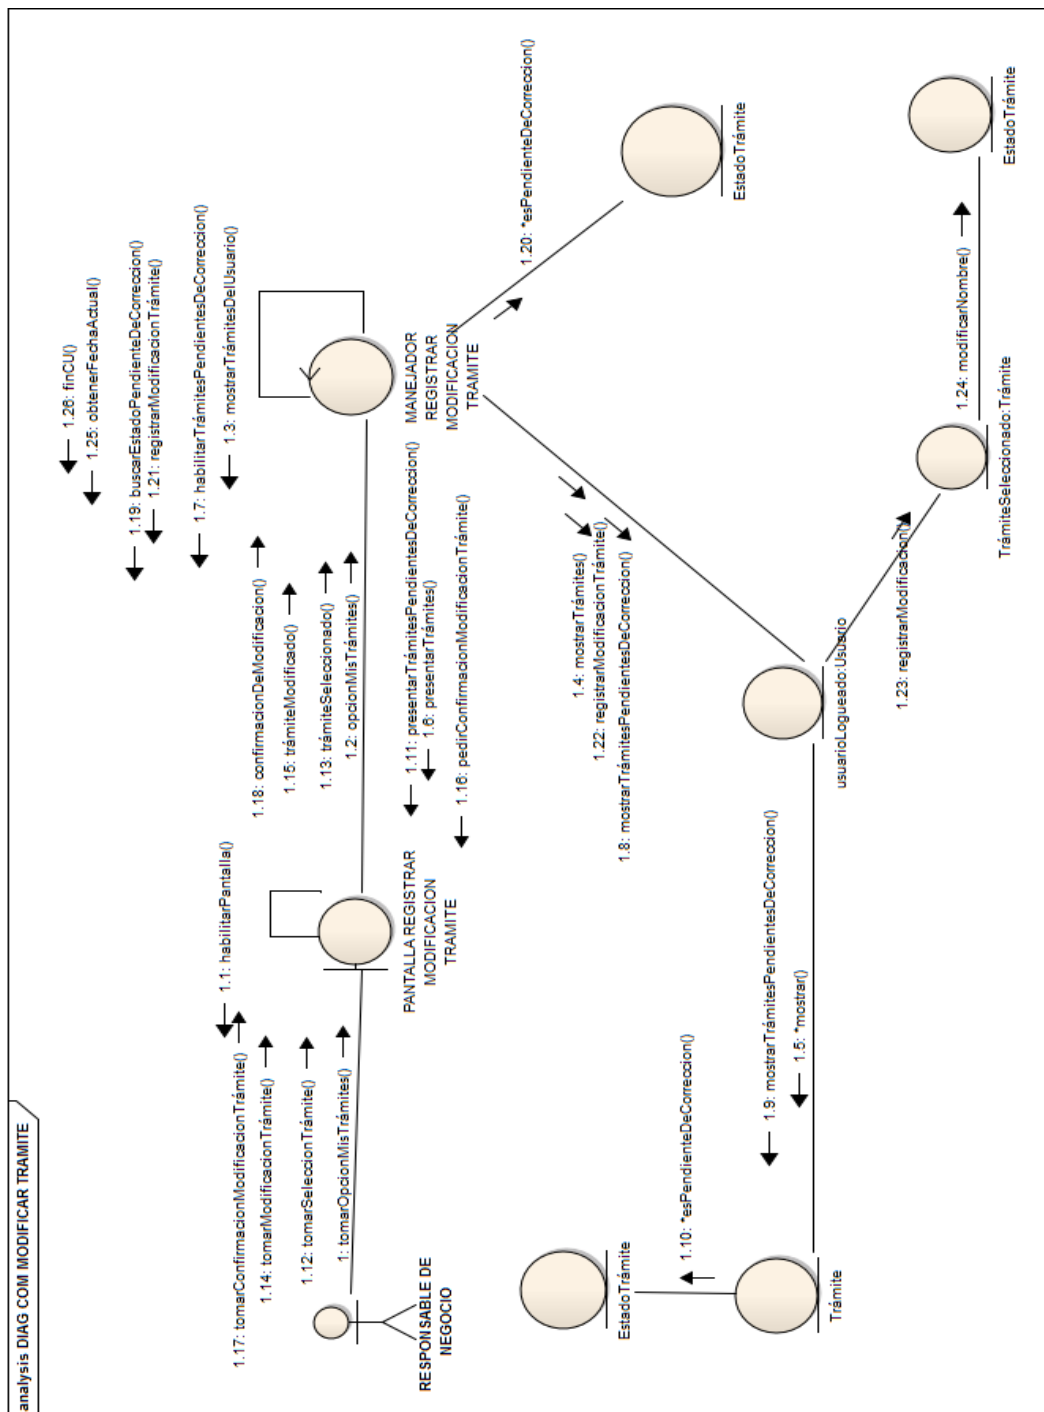 analysis DIAG COM MODIFICAR TRAMITE
1.26: finCU()
1.25: obtenerFechaActual()
1.19: buscarEstadoPendienteDeCorreccion()
1.21: registrarModificacionTrámite()
1.7: habilitarTrámitesPendientesDeCorreccion()
1.3: mostrarTrámitesDelUsuario()
1.1: habilitarPantalla()
1.17: tomarConfirmacionModificacionTrámite()
1.14: tomarModificacionTrámite()
1.12: tomarSeleccionTrámite()
1: tomarOpcionMisTrámites()
1.18: confirmacionDeModificacion()
1.15: trámiteModificado()
1.13: trámiteSeleccionado()
1.2: opcionMisTrámites()
RESPONSABLE DE
NEGOCIO
PANTALLA REGISTRAR
MODIFICACION
TRAMITE
MANEJADOR
REGISTRAR
MODIFICACION
TRAMITE
1.11: presentarTrámitesPendientesDeCorreccion()
1.6: presentarTrámites()
1.16: pedirConfirmacionModificacionTrámite()
1.20: *esPendienteDeCorreccion()
EstadoTrámite
1.4: mostrarTrámites()
1.22: registrarModificacionTrámite()
1.8: mostrarTrámitesPendientesDeCorreccion()
EstadoTrámite
1.10: *esPendienteDeCorreccion()
1.9: mostrarTrámitesPendientesDeCorreccion()
1.5: *mostrar()
Trámite
usuarioLogueado:Usuario
1.23: registrarModificacion()
1.24: modificarNombre()
TrámiteSeleccionado:Trámite
EstadoTrámite